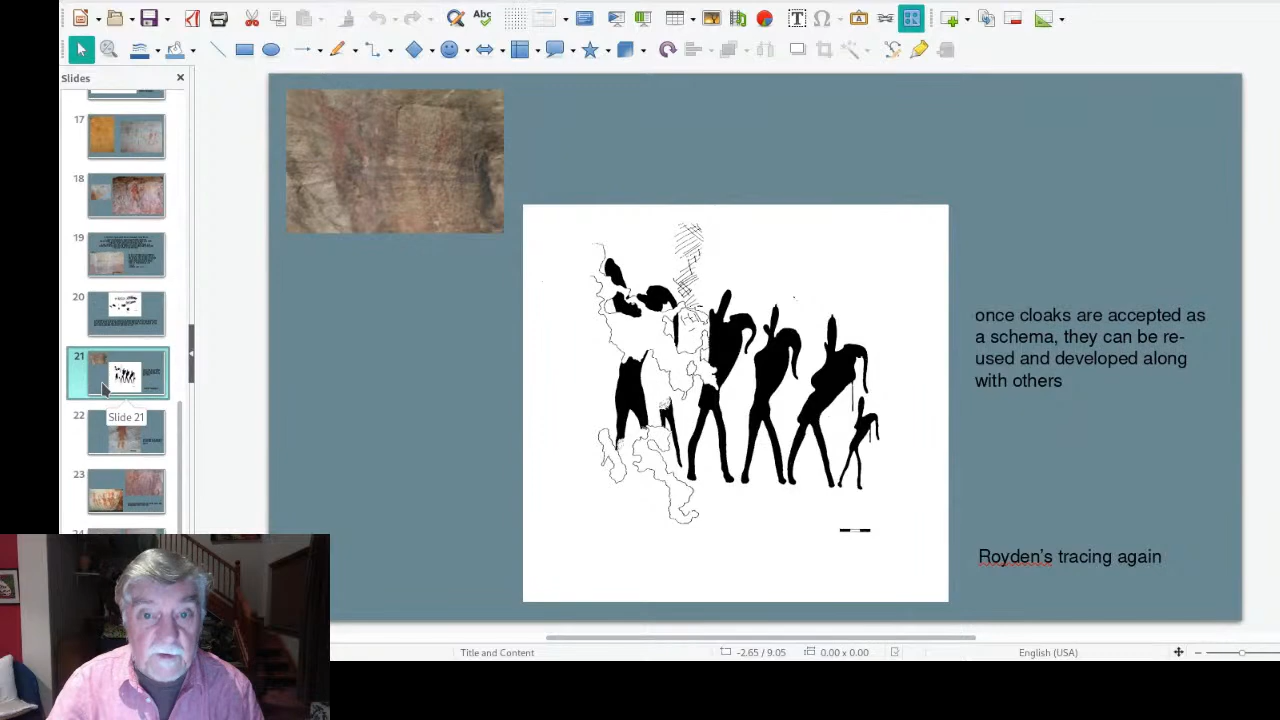 Abc
Slides
17
18
19
20
21
Slide 21
22
23
once cloaks are accepted as
a schema, they can be re-
used and developed along
with others
Royden's tracing again
Title and Content
-2.65 / 9.05
0.00 x 0.00
English (USA)